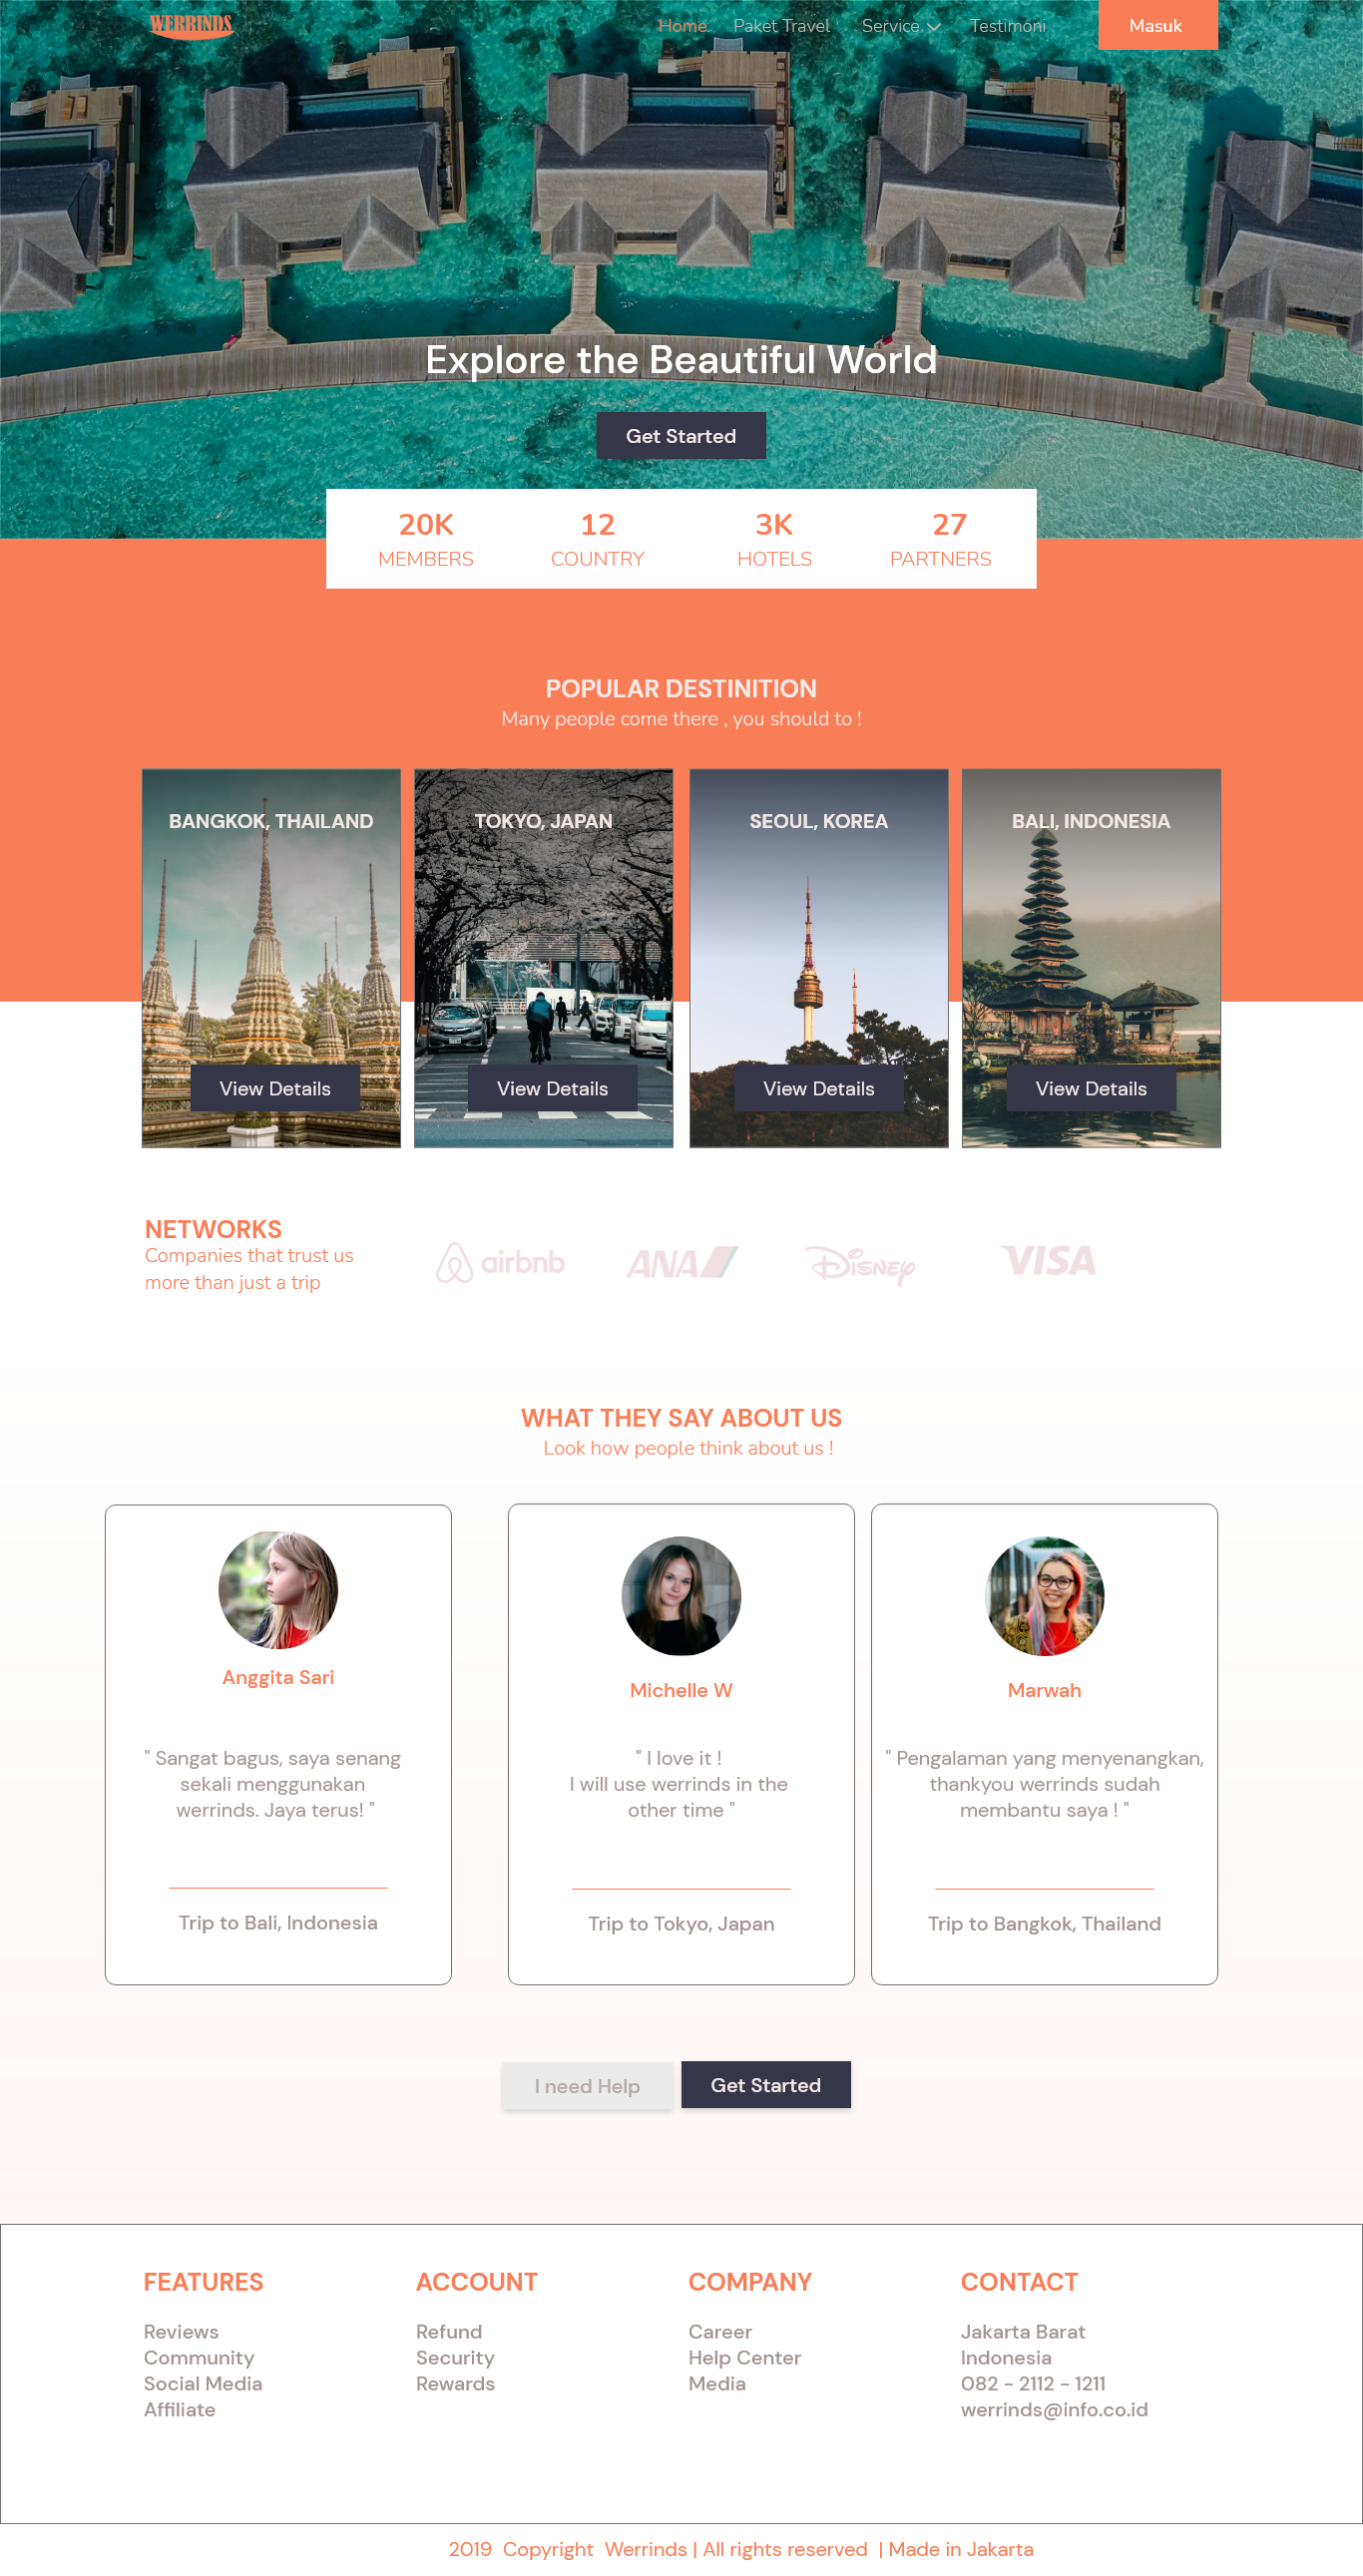 WERRINDS
Home
Paket Travel
Service
Testimoni
Masuk
Explore the Beautiful World
Get Started
20K
MEMBERS
12
COUNTRY
3K
HOTELS
27
PARTNERS
POPULAR DESTINITION
Many people come there , you should to !
BANGKOK, THAILAND
View Details
TOKYO, JAPAN
View Details
SEOUL, KOREA
View Details
BALI, INDONESIA
View Details
NETWORKS
Companies that trust us
more than just a trip
airbnb
ANA
Disney
VISA
WHAT THEY SAY ABOUT US
Look how people think about us !
Anggita Sari
" Sangat bagus, saya senang
sekali menggunakan
werrinds. Jaya terus! "
Trip to Bali, Indonesia
Michelle W
" I love it !
I will use werrinds in the
other time "
Trip to Tokyo, Japan
Marwah
" Pengalaman yang menyenangkan,
thankyou werrinds sudah
membantu saya ! "
Trip to Bangkok, Thailand
I need Help
Get Started
FEATURES
Reviews
Community
Social Media
Affiliate
ACCOUNT
Refund
Security
Rewards
COMPANY
Career
Help Center
Media
CONTACT
Jakarta Barat
Indonesia
082 - 2112 - 1211
werrinds@info.co.id
2019 Copyright Werrinds | All rights reserved | Made in Jakarta